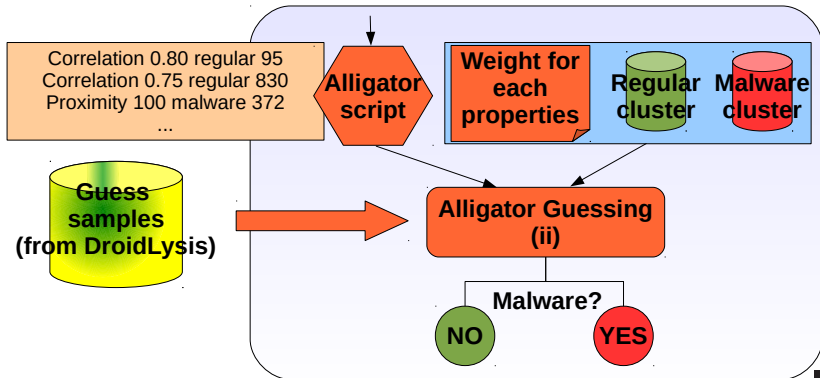 Correlation 0.80 regular 95
Correlation 0.75 regular 830
Proximity 100 malware 372
...
Alligator
script
Weight for
each
properties
Regular
cluster
Malware
cluster
Guess
samples
(from DroidLysis)
Alligator Guessing
(ii)
Malware?
NO
YES